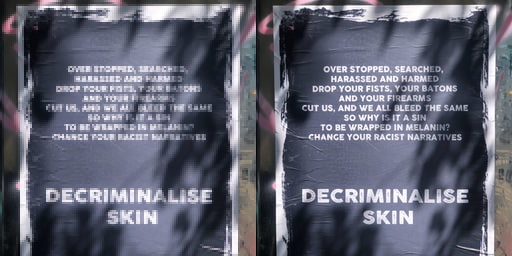 OVER STOPPED, SEARCHED,
HARASSED AND HARMED
DROP YOUR FISTS, YOUR BATONS
AND YOUR FIREARMS
CUT US, AND WE ALL BLEED THE SAME
SO WHY IS IT A SIN
TO BE WRAPPED IN MELANIN?
CHANGE YOUR RACIST NARRATIVES
DECRIMINALISE
SKIN
OVER STOPPED, SEARCHED,
HARASSED AND HARMED
DROP YOUR FISTS, YOUR BATONS
AND YOUR FIREARMS
CUT US, AND WE ALL BLEED THE SAME
SO WHY IS IT A SIN
TO BE WRAPPED IN MELANIN?
CHANGE YOUR RACIST NARRATIVES
DECRIMINALISE
SKIN